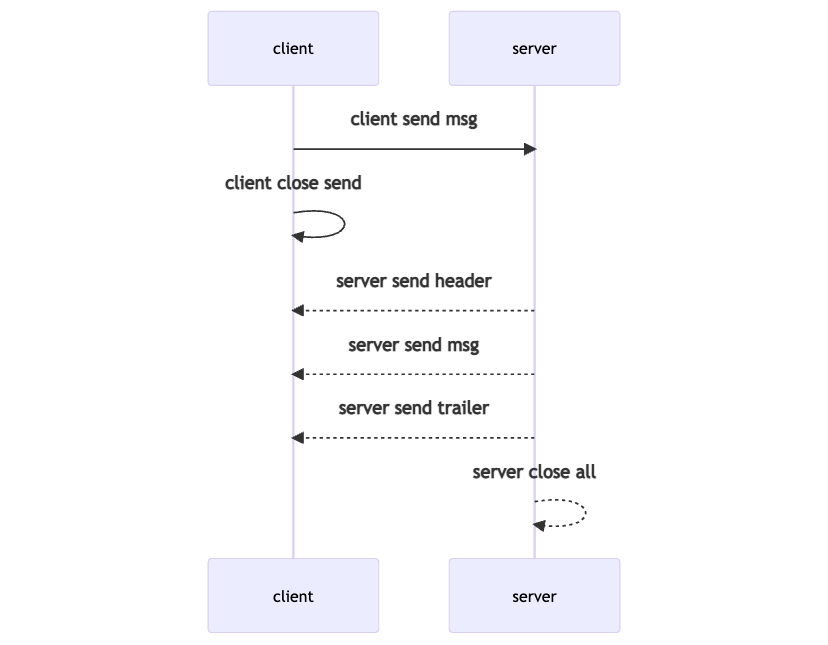 client
server
client send msg
client close send
server send header
server send msg
server send trailer
server close all
client
server